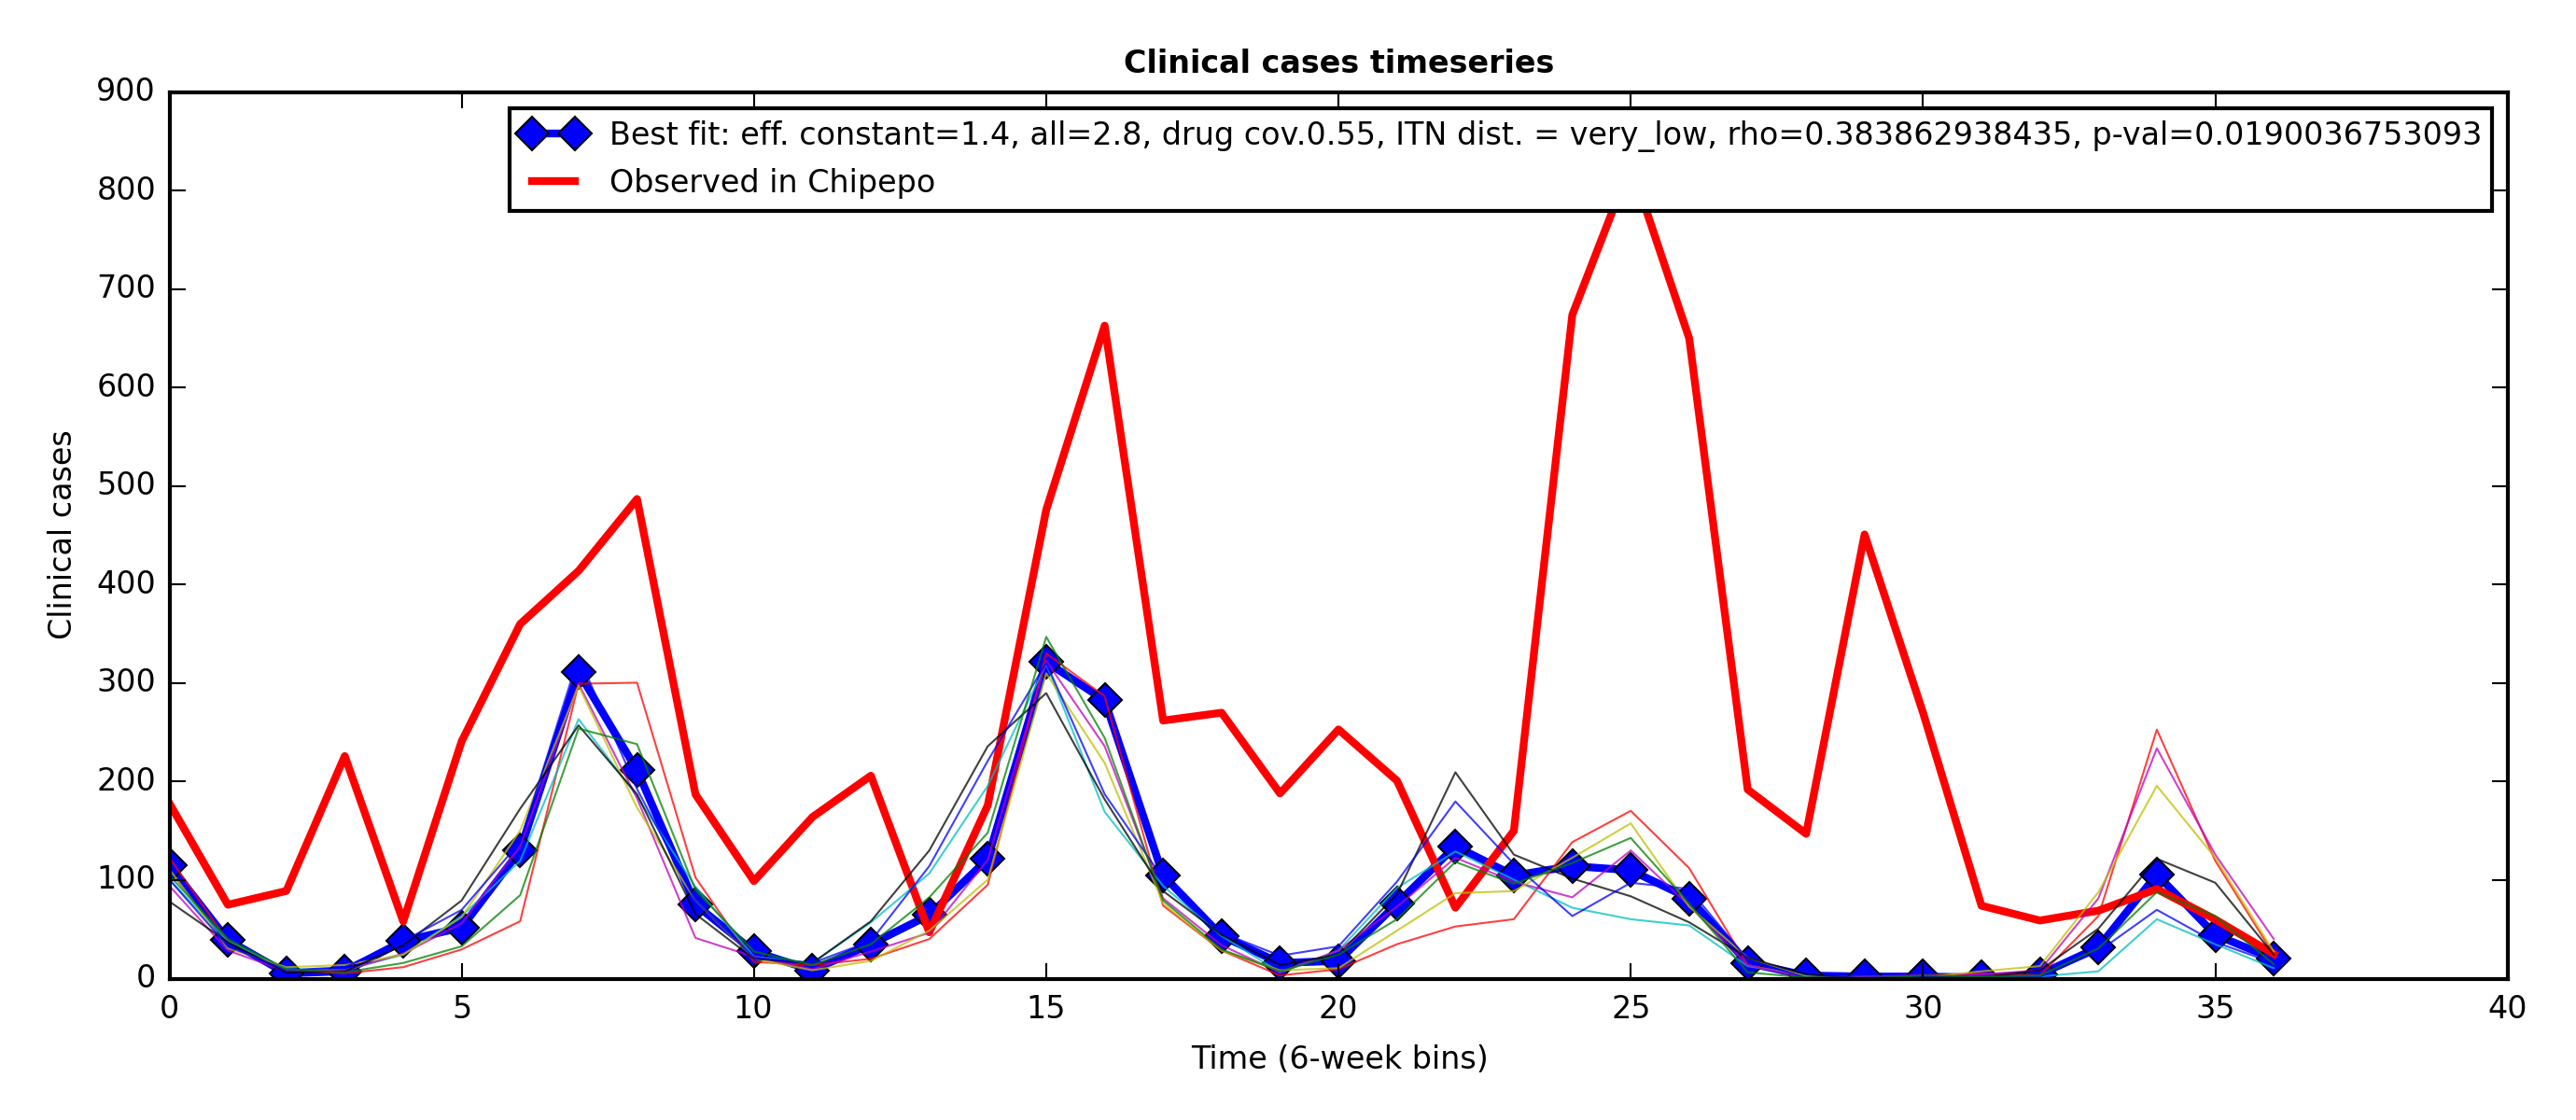 Clinical cases timeseries
900
800
700
600
500
400
300
200
100
0
Clinical cases
Best fit: eff. constant=1.4, all=2.8, drug cov.0.55, ITN dist. = very_low, rho=0.383862938435, p-val=0.0190036753093
Observed in Chipepo
0 5 10 15 20 25 30 35 40
Time (6-week bins)